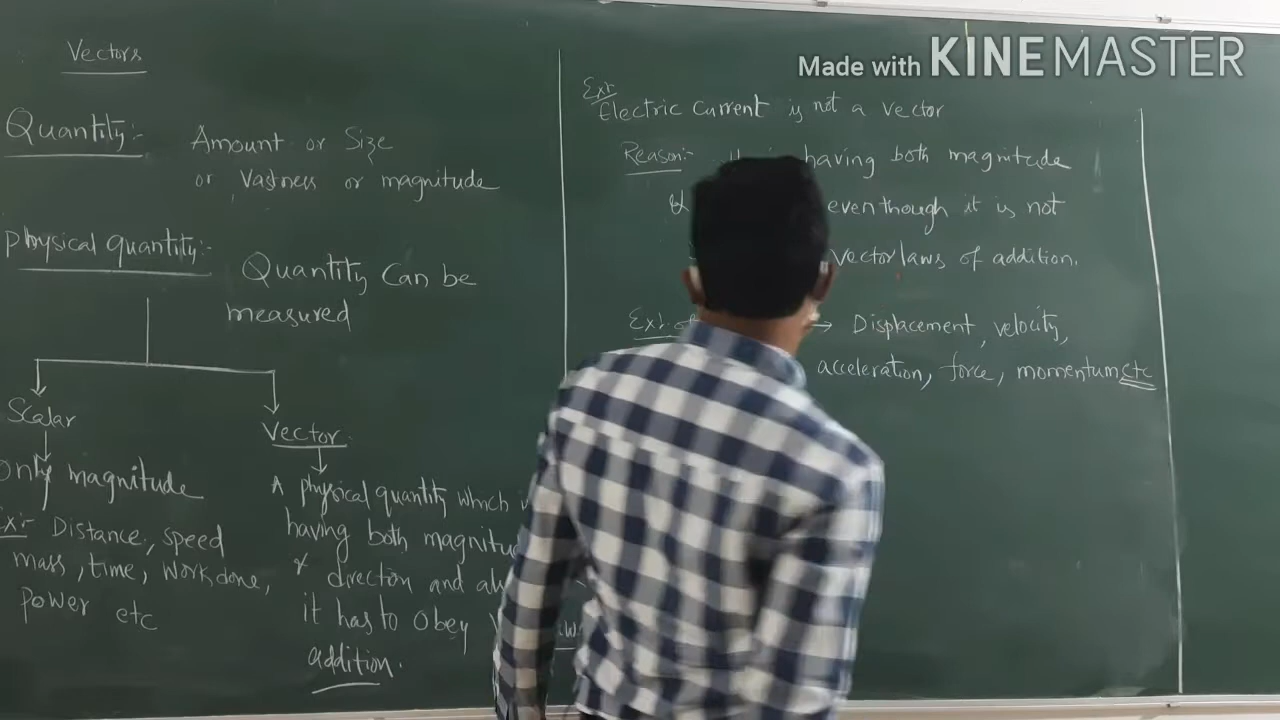 Vectors
Quantity:- Amount or Size
or Vastness or magnitude
Physical quantity:- Quantity Can be
measured
Scalar
only magnitude
Ex:- Distance, speed
mass, time, workdone,
power etc
Vector:
A physical quantity which
having both magnitu
& direction and al
it has to obey
addition.
Made with KINEMASTER
Ex:
Electric Current is not a vector
Reason:- having both magnitude
& eventhough it is not
vector laws of addition.
Ex: of → Displacement, velocity,
acceleration, force, momentum etc